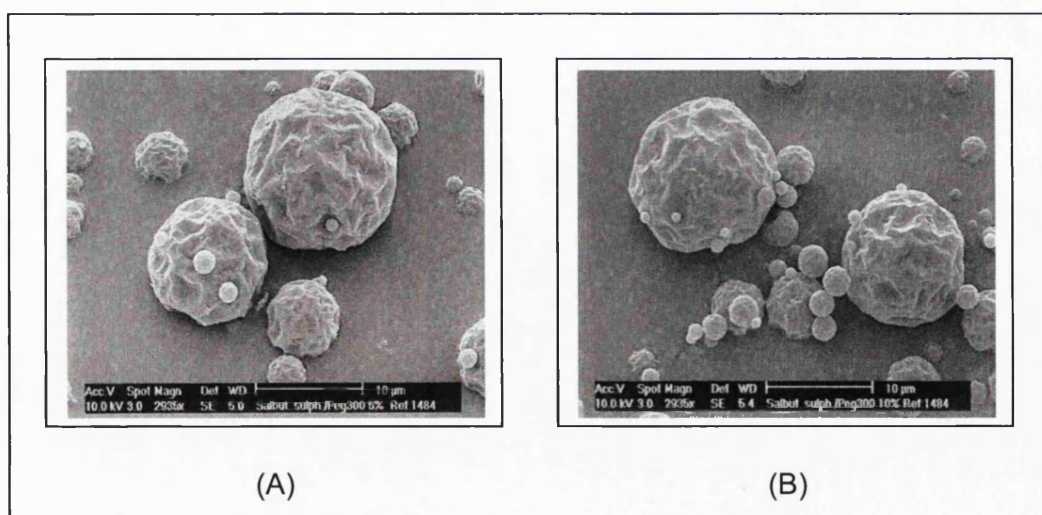 Acc.V Spot Magn Det WD 10 µm
10.0 kV 3.0 2935x SE 5.0 Salbut sulph /Peg300 5% Ref 1484
Acc.V Spot Magn Det WD 10 µm
10.0 kV 3.0 2935x SE 5.4 Salbut sulph /Peg300 10% Ref 1484
(A)
(B)